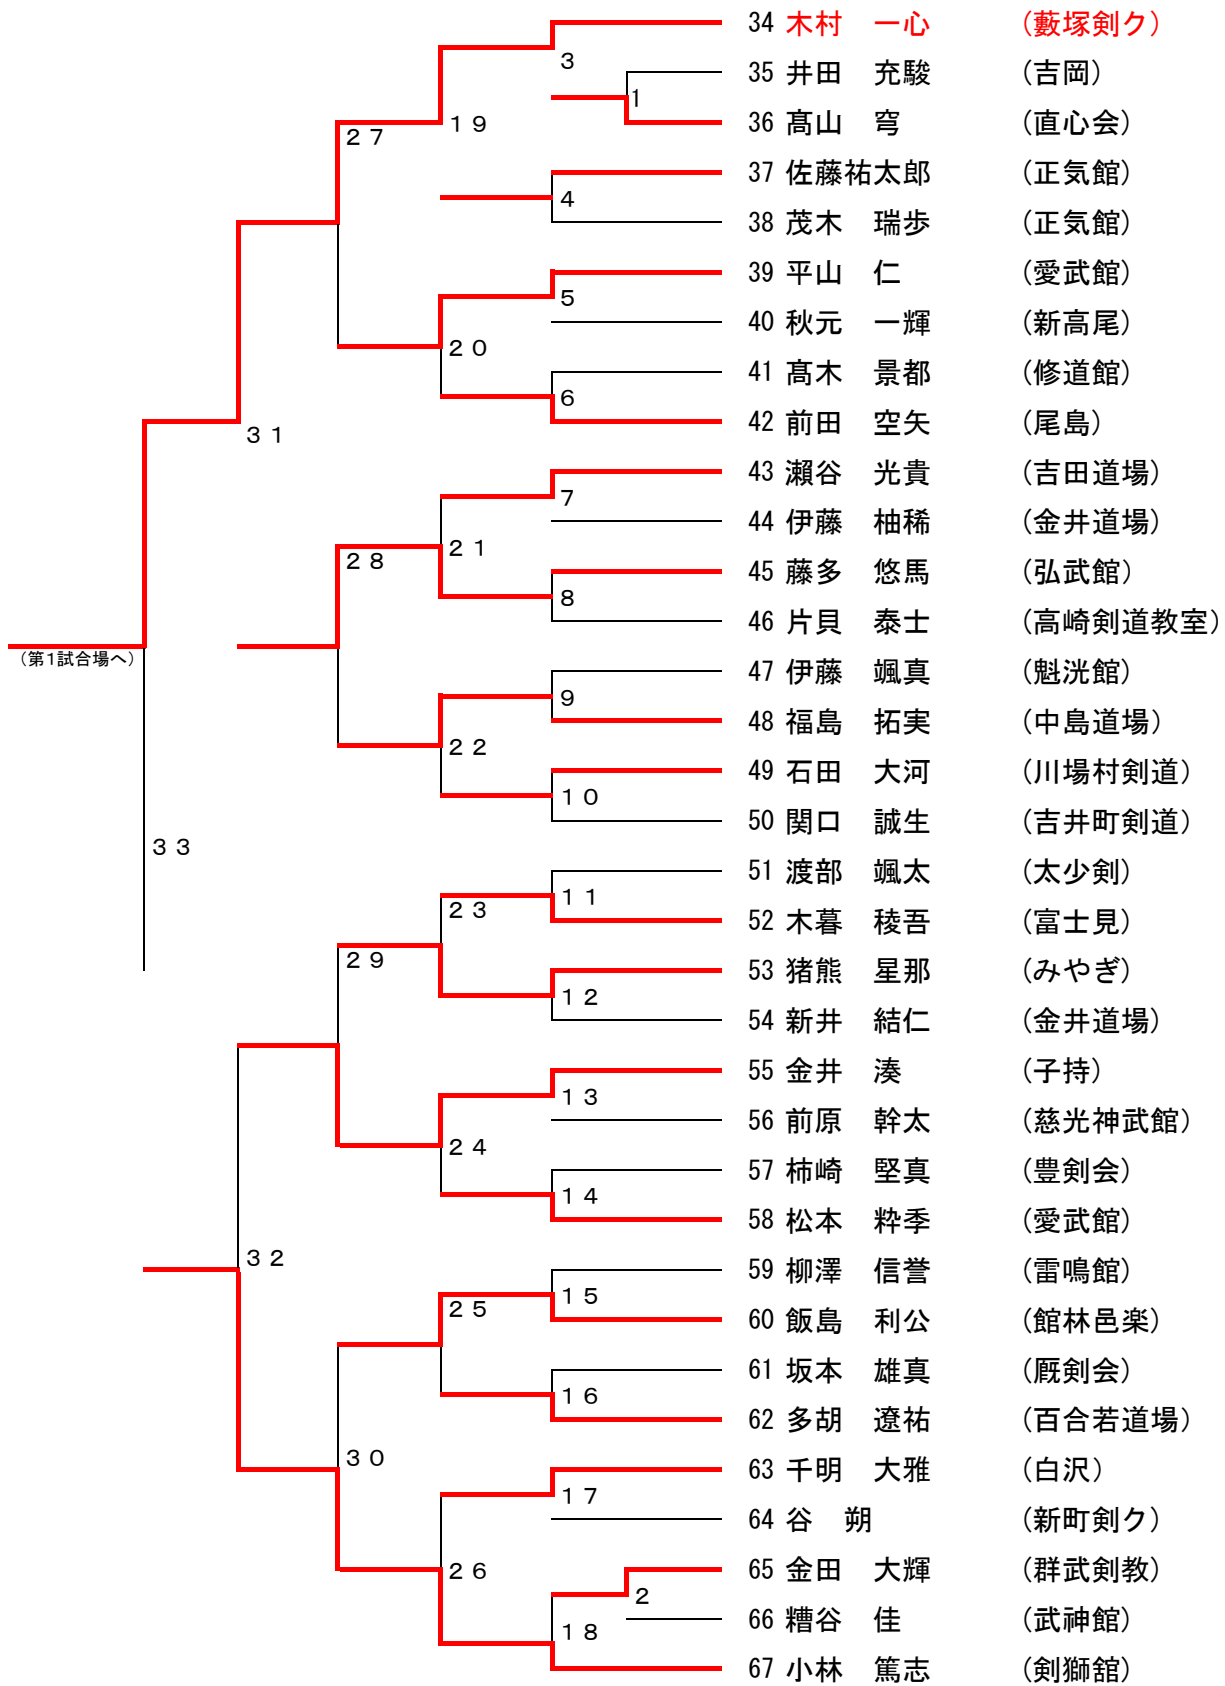 34 木村　一心 (藪塚剣ク)
3
35 井田　充駿 (吉岡)
1
19
27
36 髙山　穹 (直心会)
37 佐藤祐太郎 (正気館)
4
38 茂木　瑞歩 (正気館)
39 平山　仁 (愛武館)
5
40 秋元　一輝 (新高尾)
20
41 髙木　景都 (修道館)
6
42 前田　空矢 (尾島)
31
43 瀨谷　光貴 (吉田道場)
7
44 伊藤　柚稀 (金井道場)
21
28
45 藤多　悠馬 (弘武館)
8
46 片貝　泰士 (高崎剣道教室)
(第1試合場へ)
47 伊藤　颯真 (魁洸館)
9
48 福島　拓実 (中島道場)
22
49 石田　大河 (川場村剣道)
10
50 関口　誠生 (吉井町剣道)
33
51 渡部　颯太 (太少剣)
11
23
52 木暮　稜吾 (富士見)
29
53 猪熊　星那 (みやぎ)
12
54 新井　結仁 (金井道場)
55 金井　湊 (子持)
13
56 前原　幹太 (慈光神武館)
24
57 柿崎　堅真 (豊剣会)
14
58 松本　粋季 (愛武館)
32
59 柳澤　信誉 (雷鳴館)
15
25
60 飯島　利公 (館林邑楽)
61 坂本　雄真 (厩剣会)
16
62 多胡　遼祐 (百合若道場)
30
63 千明　大雅 (白沢)
17
64 谷　朔 (新町剣ク)
26
65 金田　大輝 (群武剣教)
2
66 糟谷　佳 (武神館)
18
67 小林　篤志 (剣獅舘)